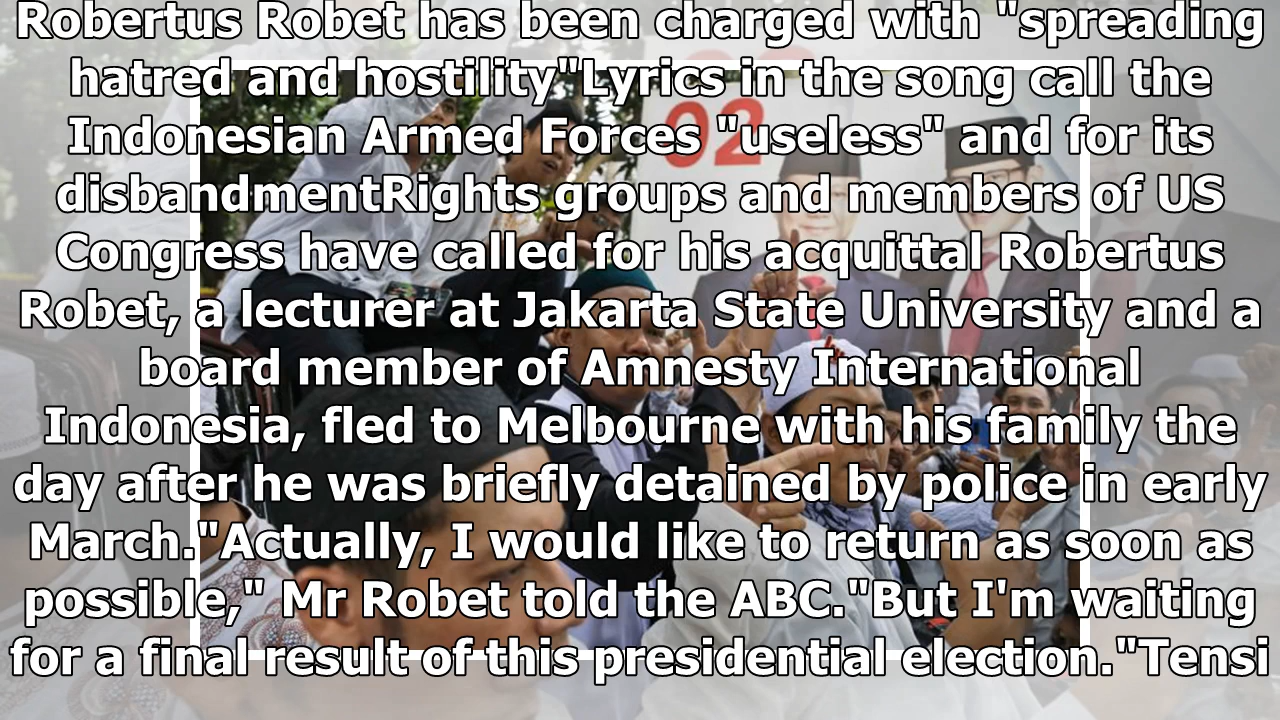 Robertus Robet has been charged with "spreading
hatred and hostility"Lyrics in the song call the
Indonesian Armed Forces "useless" and for its
disbandmentRights groups and members of US
Congress have called for his acquittal Robertus
Robet, a lecturer at Jakarta State University and a
board member of Amnesty International
Indonesia, fled to Melbourne with his family the
day after he was briefly detained by police in early
March."Actually, I would like to return as soon as
possible," Mr Robet told the ABC."But I'm waiting
for a final result of this presidential election."Tensi
02